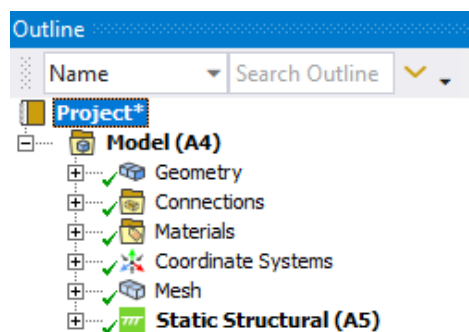 Outline
Name Search Outline
Project*
Model (A4)
Geometry
Connections
Materials
Coordinate Systems
Mesh
Static Structural (A5)